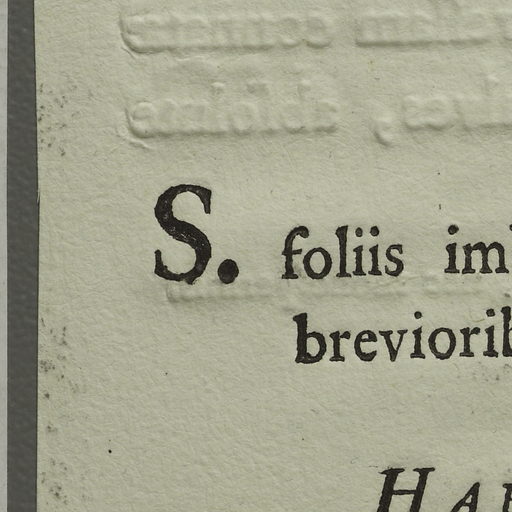 S. foliis im
breviorib
HA